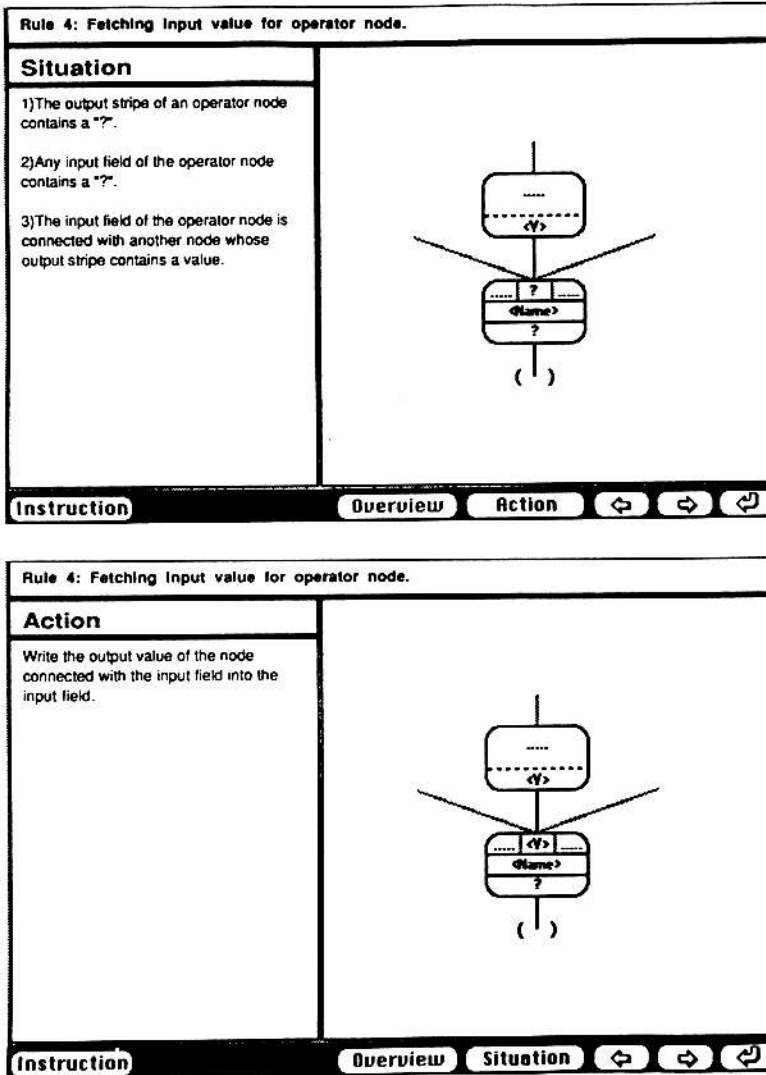 Rule 4: Fetching Input value for operator node.
Situation
1)The output stripe of an operator node
contains a "?".
2)Any input field of the operator node
contains a "?".
3)The input field of the operator node is
connected with another node whose
output stripe contains a value.
.....
<V>
..... ? .....
<Name>
?
( )
Instruction Overview Action
Rule 4: Fetching Input value for operator node.
Action
Write the output value of the node
connected with the input field into the
input field.
.....
<V>
..... <V> .....
<Name>
?
( )
Instruction Overview Situation